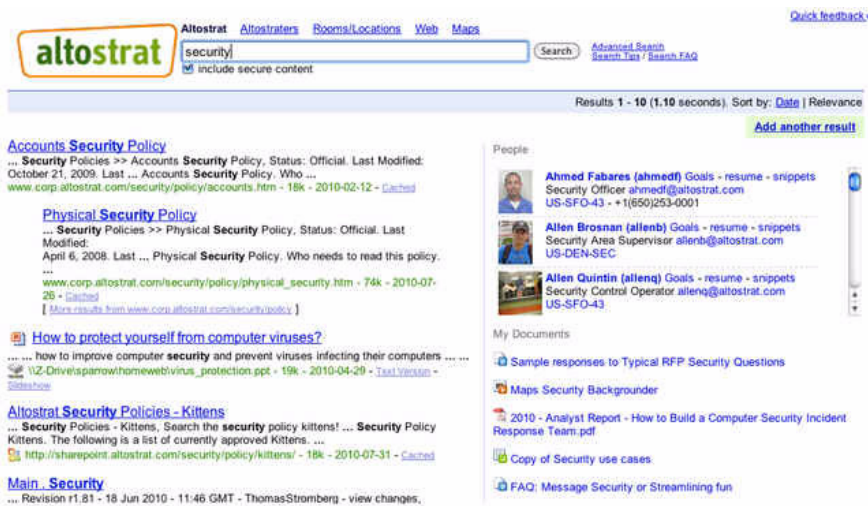 Quick feedback
altostrat
Altostrat Altostraters Rooms/Locations Web Maps
security
Search
Advanced Search
Search Tips / Search FAQ
include secure content
Results 1 - 10 (1.10 seconds). Sort by: Date | Relevance
Add another result
Accounts Security Policy
... Security Policies >> Accounts Security Policy, Status: Official. Last Modified:
October 21, 2009. Last ... Accounts Security Policy. Who ...
www.corp.altostrat.com/security/policy/accounts.htm - 18k - 2010-02-12 - Cached
Physical Security Policy
... Security Policies >> Physical Security Policy, Status: Official. Last
Modified:
April 6, 2008. Last ... Physical Security Policy. Who needs to read this policy.
...
www.corp.altostrat.com/security/policy/physical_security.htm - 74k - 2010-07-
26 - Cached
[ More results from www.corp.altostrat.com/security/policy ]
How to protect yourself from computer viruses?
... ... how to improve computer security and prevent viruses infecting their computers ... ...
\\Z-Drive\sparrow\homeweb\virus_protection.ppt - 19k - 2010-04-29 - Text Version -
Slideshow
Altostrat Security Policies - Kittens
... Security Policies - Kittens, Search the security policy kittens! ... Security Policy
Kittens. The following is a list of currently approved Kittens. ...
http://sharepoint.altostrat.com/security/policy/kittens/ - 18k - 2010-07-31 - Cached
Main . Security
... Revision r1.81 - 18 Jun 2010 - 11:46 GMT - ThomasStromberg - view changes,
People
Ahmed Fabares (ahmedf) Goals - resume - snippets
Security Officer ahmedf@altostrat.com
US-SFO-43 - +1(650)253-0001
Allen Brosnan (allenb) Goals - resume - snippets
Security Area Supervisor allenb@altostrat.com
US-DEN-SEC
Allen Quintin (allenq) Goals - resume - snippets
Security Control Operator allenq@altostrat.com
US-SFO-43
My Documents
Sample responses to Typical RFP Security Questions
Maps Security Backgrounder
2010 - Analyst Report - How to Build a Computer Security Incident
Response Team.pdf
Copy of Security use cases
FAQ: Message Security or Streamlining fun